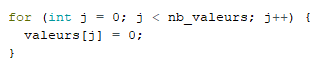 for (int j = 0; j < nb_valeurs; j++) {
  valeurs[j] = 0;
}